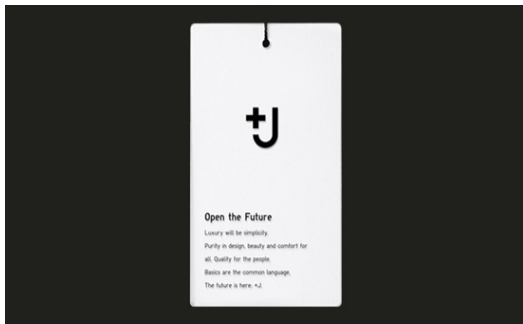 +J
Open the Future
Luxury will be simplicity.
Purity in design, beauty and comfort for
all. Quality for the people.
Basics are the common language.
The future is here. +J.